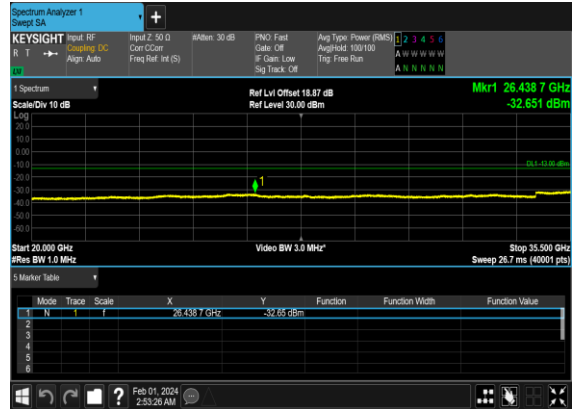 Spectrum Analyzer 1
Swept SA
KEYSIGHT Input: RF Input Z: 50 Ω #Atten: 30 dB PNO: Fast Avg Type: Power (RMS) 1 2 3 4 5 6
R T Coupling: DC Corr CCorr Gate: Off Avg|Hold: 100/100 A W W W W W
Align: Auto Freq Ref: Int (S) IF Gain: Low Trig: Free Run
Sig Track: Off A N N N N N
1 Spectrum Ref Lvl Offset 18.87 dB Mkr1 26.438 7 GHz
Scale/Div 10 dB Ref Level 30.00 dBm -32.651 dBm
Log
20.0
10.0
0.00
-10.0 DL1 -13.00 dBm
-20.0
-30.0 1
-40.0
-50.0
-60.0
Start 20.000 GHz Video BW 3.0 MHz* Stop 35.500 GHz
#Res BW 1.0 MHz Sweep 26.7 ms (40001 pts)
5 Marker Table
Mode Trace Scale X Y Function Function Width Function Value
1 N 1 f 26.438 7 GHz -32.65 dBm
2
3
4
5
6
? Feb 01, 2024
2:53:26 AM